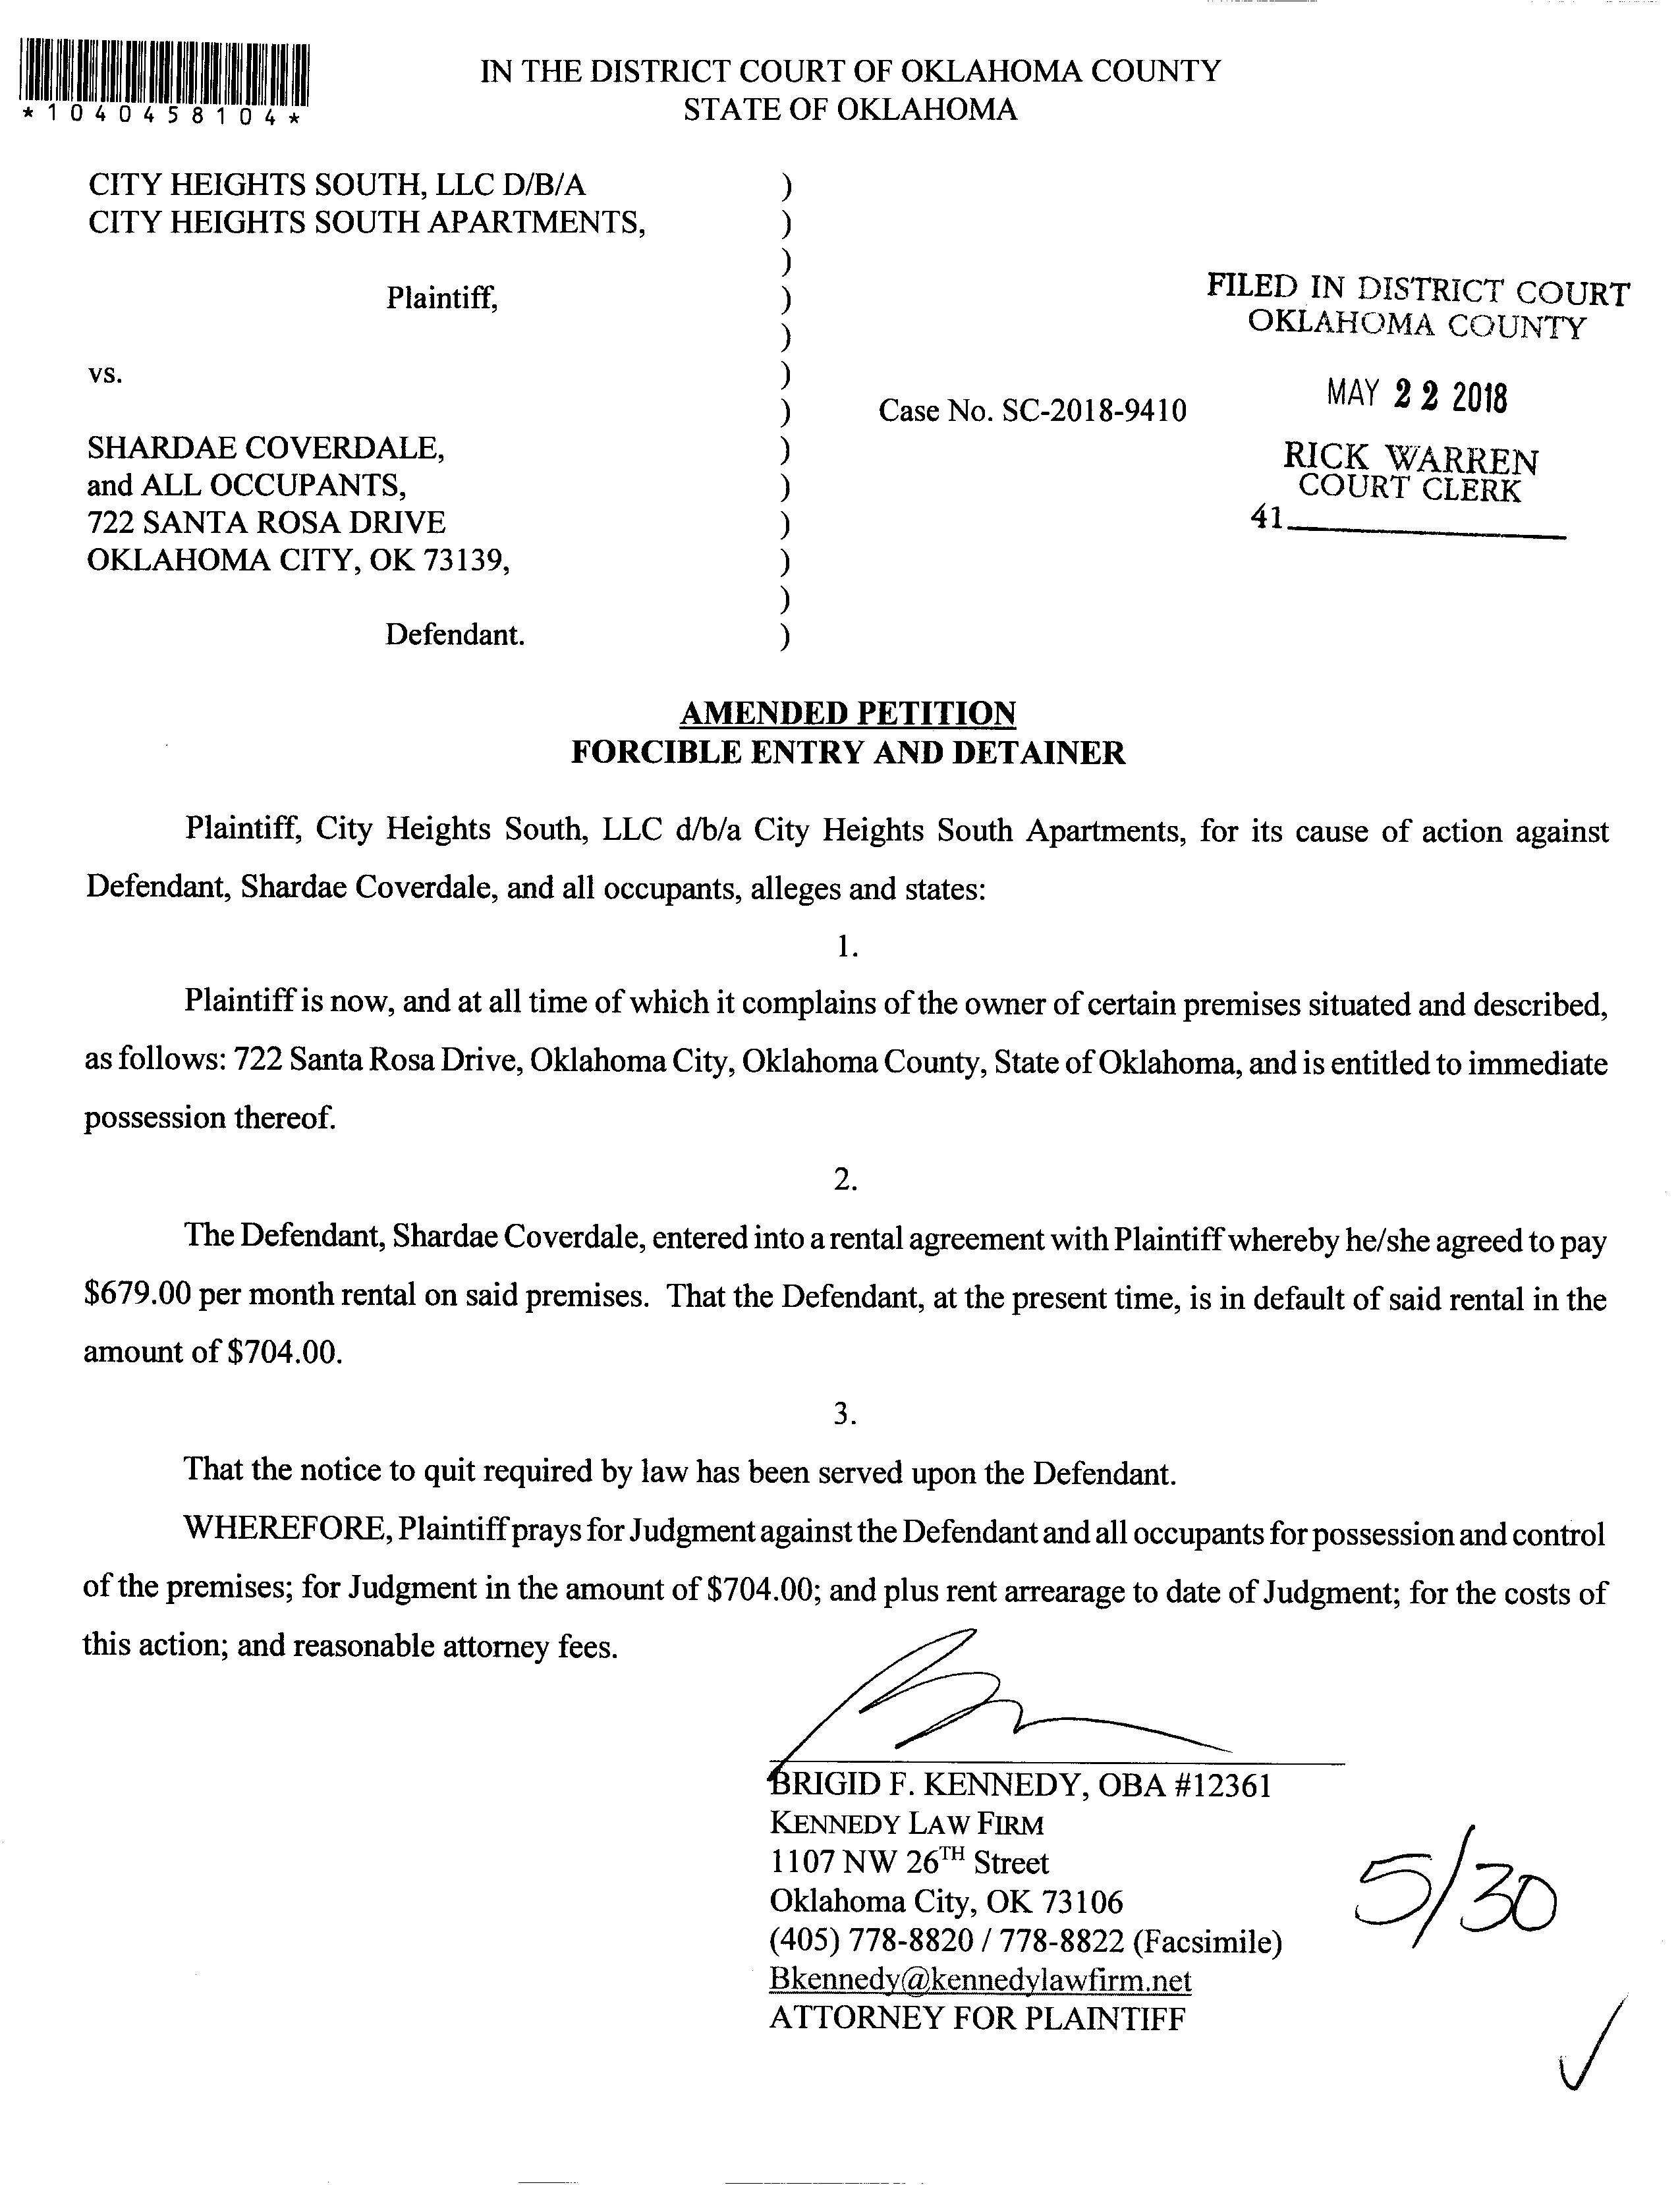 *1040458104*
IN THE DISTRICT COURT OF OKLAHOMA COUNTY
STATE OF OKLAHOMA
CITY HEIGHTS SOUTH, LLC D/B/A )
CITY HEIGHTS SOUTH APARTMENTS, )
)
Plaintiff, )
)
vs. )
) Case No. SC-2018-9410
SHARDAE COVERDALE, )
and ALL OCCUPANTS, )
722 SANTA ROSA DRIVE )
OKLAHOMA CITY, OK 73139, )
)
Defendant. )
FILED IN DISTRICT COURT
OKLAHOMA COUNTY
MAY 22 2018
RICK WARREN
COURT CLERK
41
AMENDED PETITION
FORCIBLE ENTRY AND DETAINER
Plaintiff, City Heights South, LLC d/b/a City Heights South Apartments, for its cause of action against
Defendant, Shardae Coverdale, and all occupants, alleges and states:
1.
Plaintiff is now, and at all time of which it complains of the owner of certain premises situated and described,
as follows: 722 Santa Rosa Drive, Oklahoma City, Oklahoma County, State of Oklahoma, and is entitled to immediate
possession thereof.
2.
The Defendant, Shardae Coverdale, entered into a rental agreement with Plaintiff whereby he/she agreed to pay
$679.00 per month rental on said premises. That the Defendant, at the present time, is in default of said rental in the
amount of $704.00.
3.
That the notice to quit required by law has been served upon the Defendant.
WHEREFORE, Plaintiff prays for Judgment against the Defendant and all occupants for possession and control
of the premises; for Judgment in the amount of $704.00; and plus rent arrearage to date of Judgment; for the costs of
this action; and reasonable attorney fees.
BRIGID F. KENNEDY, OBA #12361
KENNEDY LAW FIRM
1107 NW 26TH Street
Oklahoma City, OK 73106
(405) 778-8820 / 778-8822 (Facsimile)
Bkennedy@kennedylawfirm.net
ATTORNEY FOR PLAINTIFF
5/30